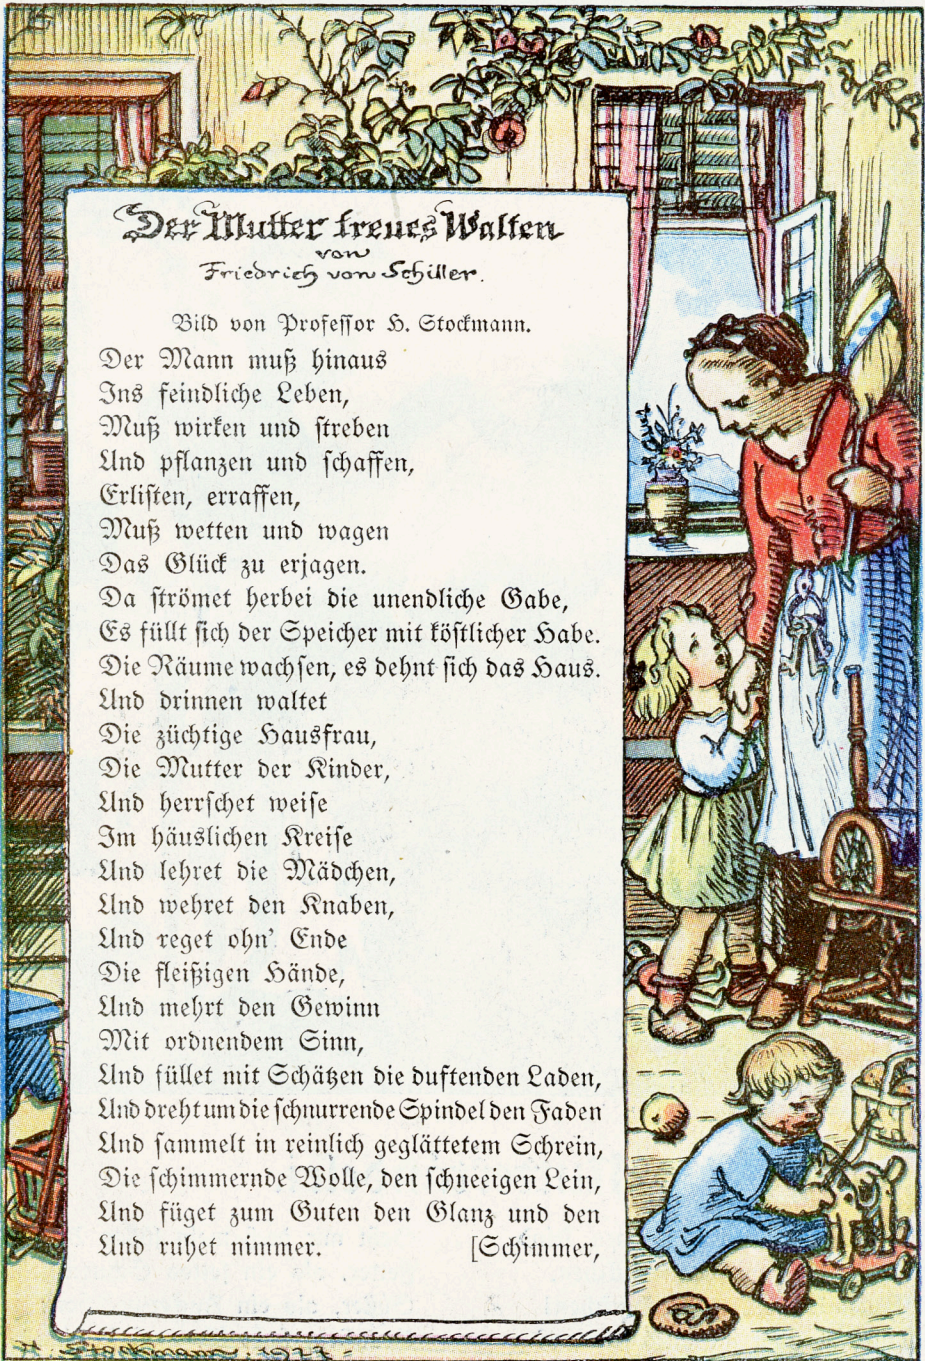 Der Mutter treues Walten
von
Friedrich von Schiller.
Bild von Professor H. Stockmann.
Der Mann muß hinaus
Ins feindliche Leben,
Muß wirken und streben
Und pflanzen und schaffen,
Erlisten, erraffen,
Muß wetten und wagen
Das Glück zu erjagen.
Da strömet herbei die unendliche Gabe,
Es füllt sich der Speicher mit köstlicher Habe.
Die Räume wachsen, es dehnt sich das Haus.
Und drinnen waltet
Die züchtige Hausfrau,
Die Mutter der Kinder,
Und herrschet weise
Im häuslichen Kreise
Und lehret die Mädchen,
Und wehret den Knaben,
Und reget ohn' Ende
Die fleißigen Hände,
Und mehrt den Gewinn
Mit ordnendem Sinn,
Und füllet mit Schätzen die duftenden Laden,
Und dreht um die schnurrende Spindel den Faden
Und sammelt in reinlich geglättetem Schrein,
Die schimmernde Wolle, den schneeigen Lein,
Und füget zum Guten den Glanz und den
Und ruhet nimmer. [Schimmer,
H. Stockmann